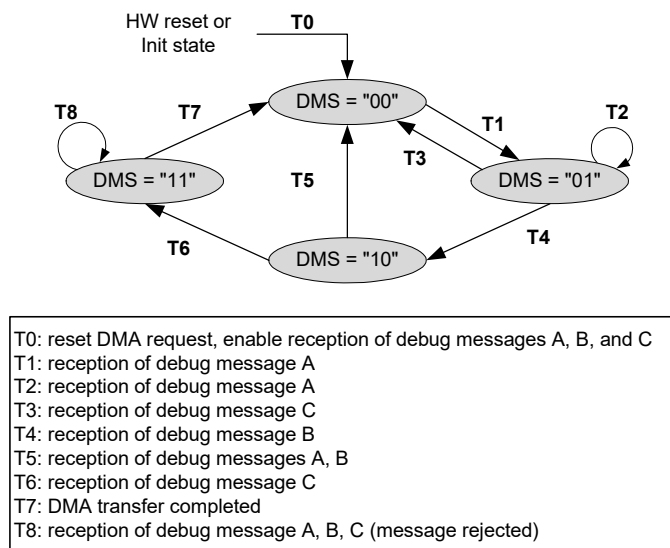 HW reset or
Init state
T0
DMS = "00"
T8
T7
T1
T2
T3
DMS = "11"
T5
DMS = "01"
T6
T4
DMS = "10"
T0: reset DMA request, enable reception of debug messages A, B, and C
T1: reception of debug message A
T2: reception of debug message A
T3: reception of debug message C
T4: reception of debug message B
T5: reception of debug messages A, B
T6: reception of debug message C
T7: DMA transfer completed
T8: reception of debug message A, B, C (message rejected)